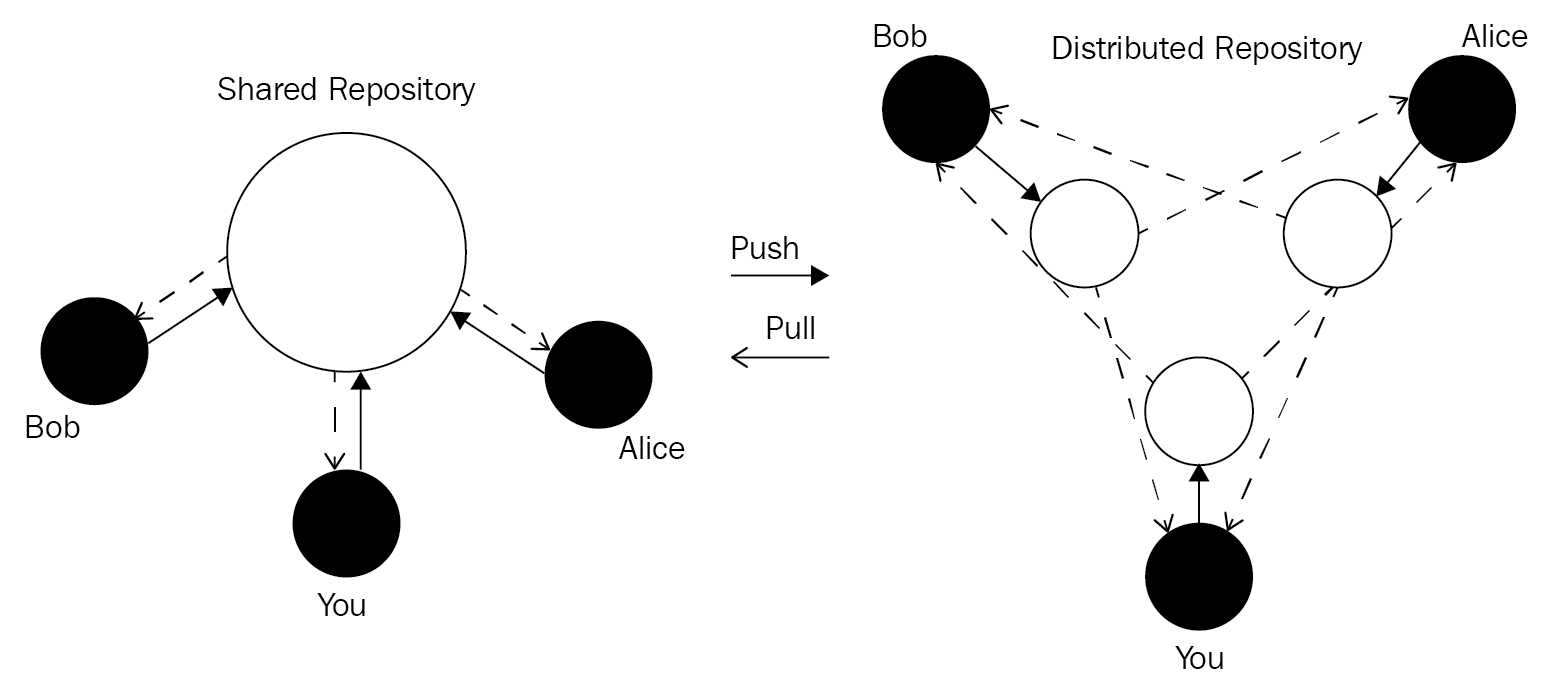 Shared Repository
Bob
You
Alice
Push
Pull
Bob
Distributed Repository
Alice
You